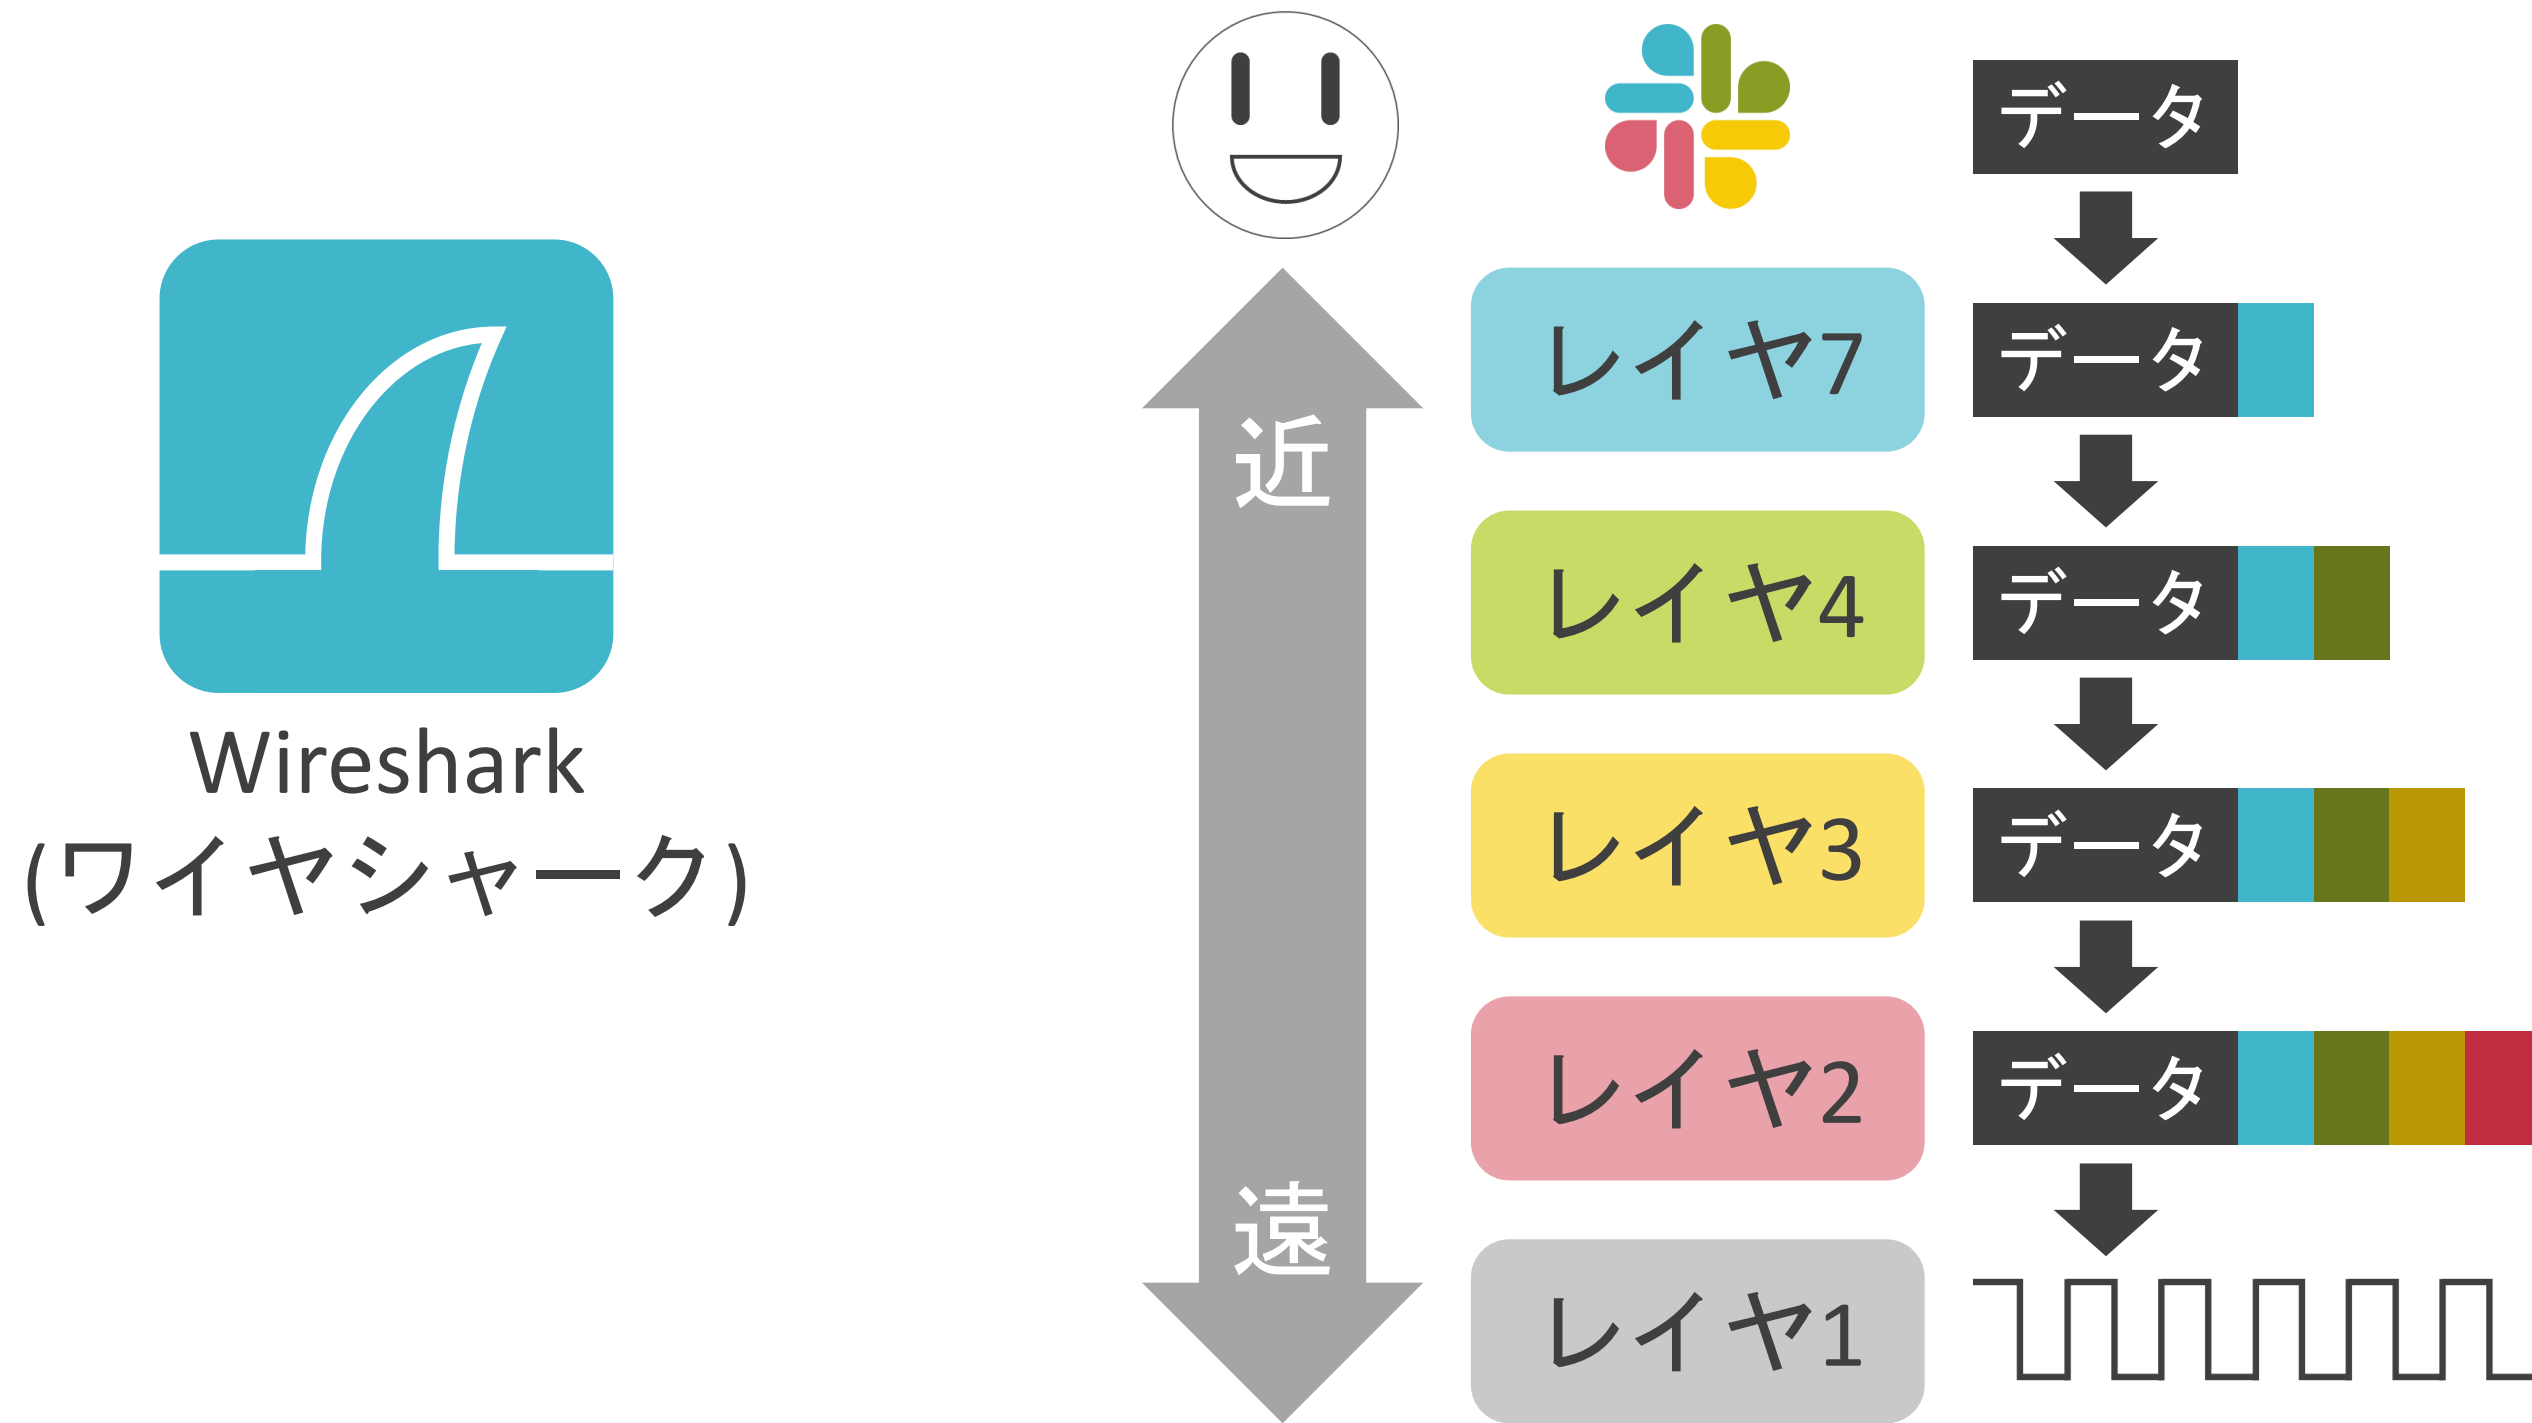 Wireshark
(ワイヤシャーク)
近
遠
データ
レイヤ7
データ
レイヤ4
データ
レイヤ3
データ
レイヤ2
データ
レイヤ1